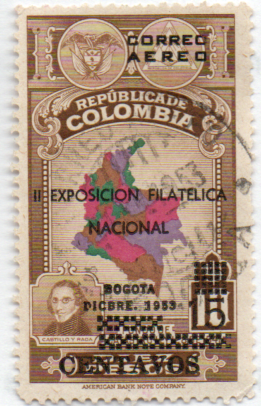 CORREO
AEREO
REPÚBLICA DE
COLOMBIA
II EXPOSICION FILATELICA
NACIONAL
BOGOTA
DICBRE. 1953
15
CASTILLO Y RADA
CENTAVOS
AMERICAN BANK NOTE COMPANY